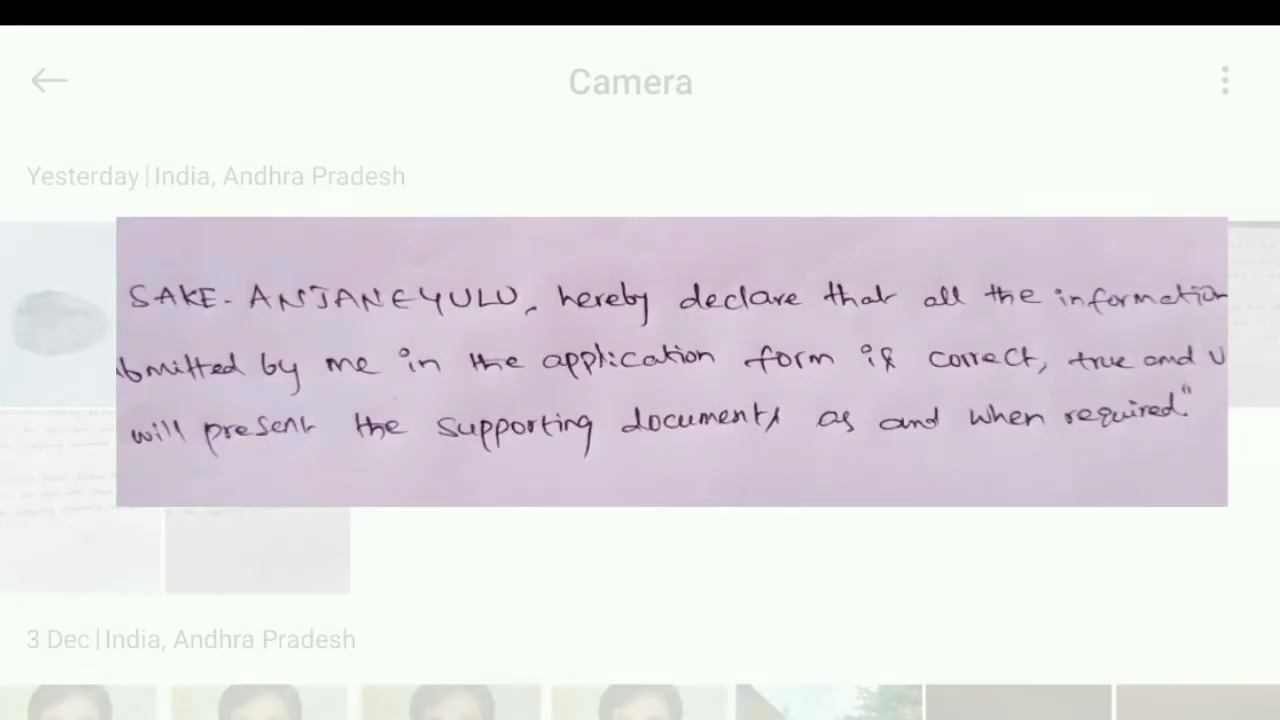 Camera
Yesterday|India, Andhra Pradesh
SAKE. ANJANEYULU, hereby declare that all the information
bmitted by me in the application form is correct, true and v
will present the supporting documents as and when required."
3 Dec|India, Andhra Pradesh